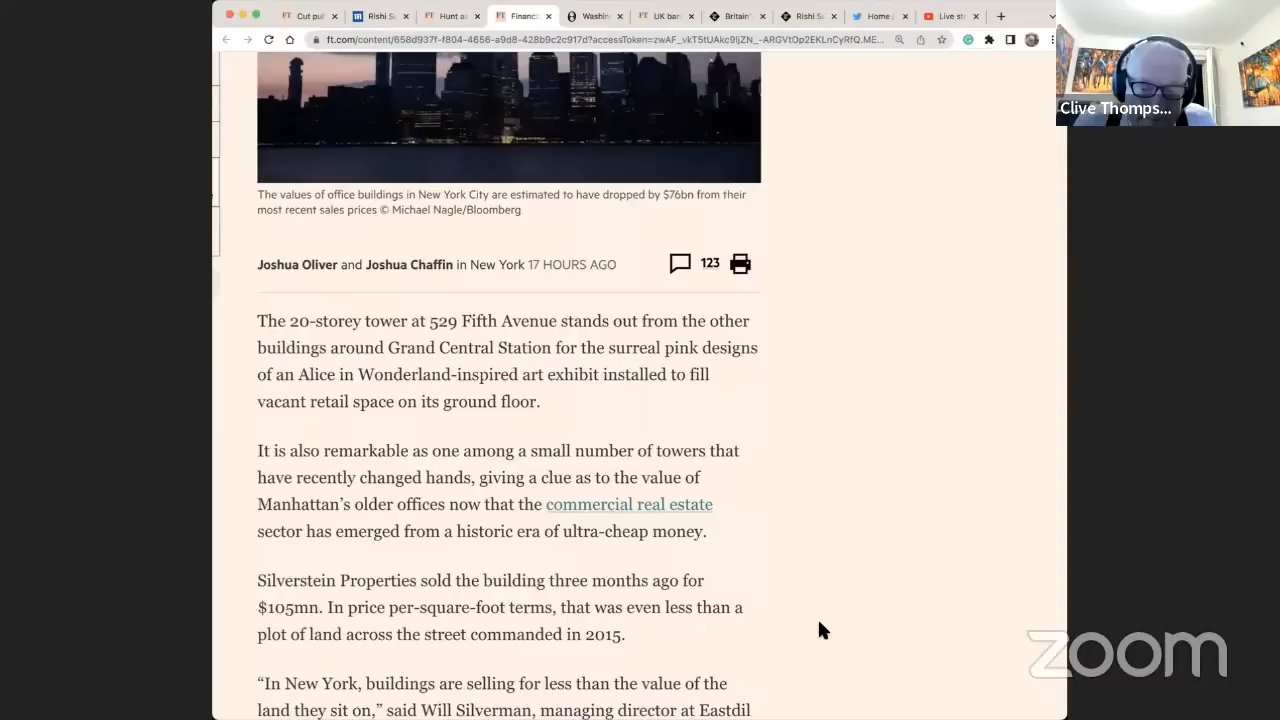 Cut pul
Rishi S
Hunt a
Financ
Washin
UK ban
Britain'
Rishi S
Home /
Live st
ft.com/content/658d937f-f804-4656-a9d8-428b9c2c917d?accessToken=zwAF_vkT5tUAkc9ljZN_-ARGVtOp2EKLnCyRfQ.ME...
Clive Thomps...
The values of office buildings in New York City are estimated to have dropped by $76bn from their
most recent sales prices © Michael Nagle/Bloomberg
Joshua Oliver and Joshua Chaffin in New York 17 HOURS AGO
123
The 20-storey tower at 529 Fifth Avenue stands out from the other
buildings around Grand Central Station for the surreal pink designs
of an Alice in Wonderland-inspired art exhibit installed to fill
vacant retail space on its ground floor.
It is also remarkable as one among a small number of towers that
have recently changed hands, giving a clue as to the value of
Manhattan’s older offices now that the commercial real estate
sector has emerged from a historic era of ultra-cheap money.
Silverstein Properties sold the building three months ago for
$105mn. In price per-square-foot terms, that was even less than a
plot of land across the street commanded in 2015.
“In New York, buildings are selling for less than the value of the
land they sit on,” said Will Silverman, managing director at Eastdil
zoom